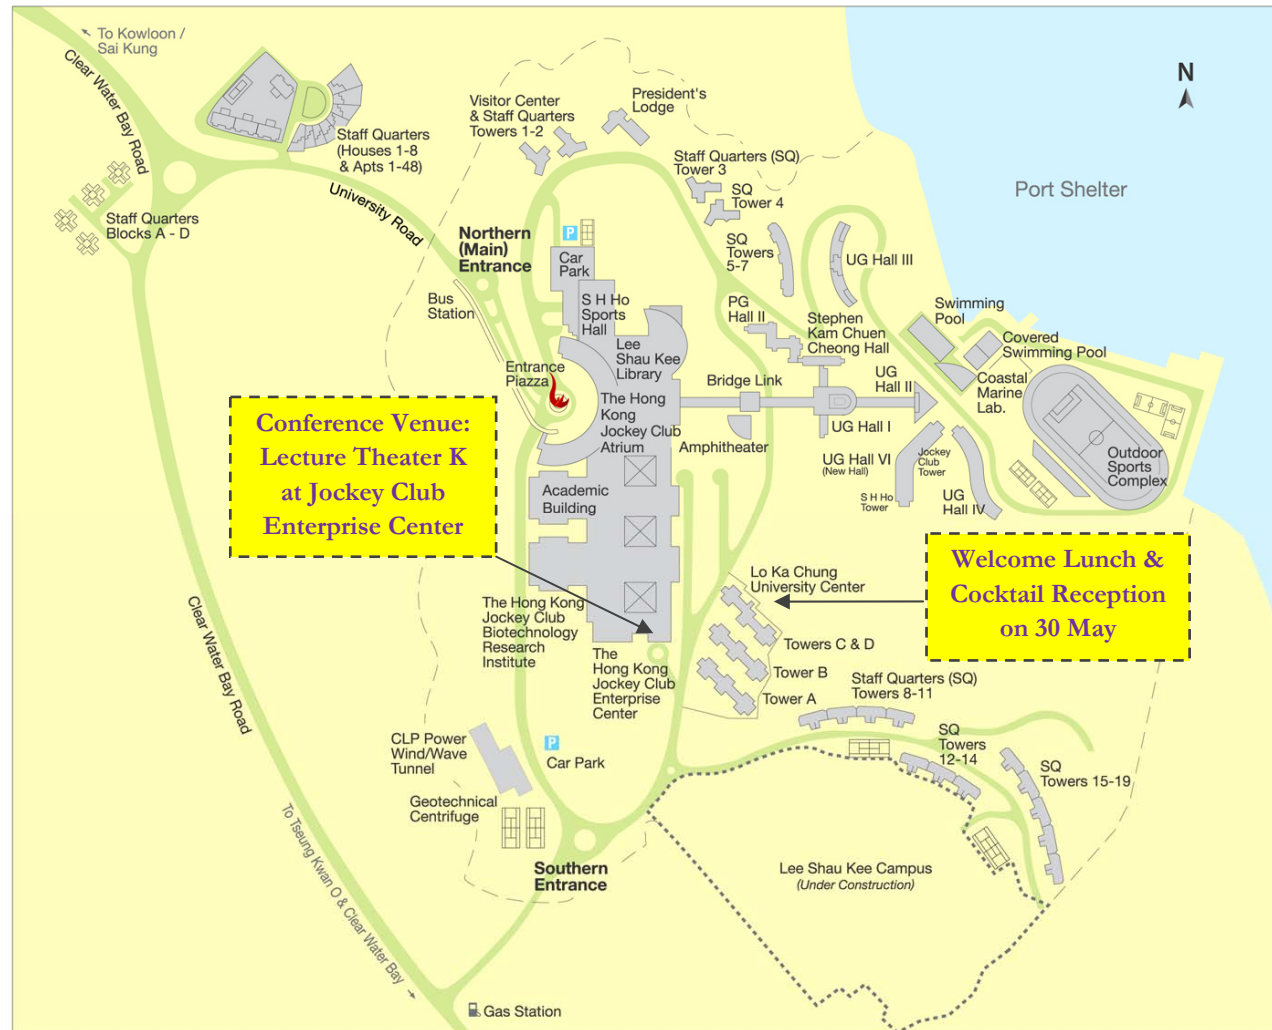 To Kowloon /
Sai Kung
Clear Water Bay Road
Staff Quarters
(Houses 1-8
& Apts 1-48)
University Road
Staff Quarters
Blocks A - D
Visitor Center
& Staff Quarters
Towers 1-2
President's
Lodge
Staff Quarters (SQ)
Tower 3
SQ
Tower 4
SQ
Towers
5-7
UG Hall III
Port Shelter
N
Northern
(Main)
Entrance
P
Car
Park
Bus
Station
S H Ho
Sports
Hall
Lee
Shau Kee
Library
PG
Hall II
Stephen
Kam Chuen
Cheong Hall
Swimming
Pool
Covered
Swimming Pool
Coastal
Marine
Lab.
Entrance
Piazza
The Hong
Kong
Jockey Club
Atrium
Bridge Link
UG
Hall II
UG Hall I
Amphitheater
UG Hall VI
(New Hall)
Jockey
Club
Tower
S H Ho
Tower
UG
Hall IV
Outdoor
Sports
Complex
Conference Venue:
Lecture Theater K
at Jockey Club
Enterprise Center
Academic
Building
Welcome Lunch &
Cocktail Reception
on 30 May
Lo Ka Chung
University Center
Towers C & D
Tower B
Tower A
The Hong Kong
Jockey Club
Biotechnology
Research
Institute
The
Hong Kong
Jockey Club
Enterprise
Center
Staff Quarters (SQ)
Towers 8-11
SQ
Towers
12-14
SQ
Towers 15-19
Clear Water Bay Road
CLP Power
Wind/Wave
Tunnel
P
Car Park
Geotechnical
Centrifuge
Southern
Entrance
Lee Shau Kee Campus
(Under Construction)
To Tseung Kwan O & Clear Water Bay
Gas Station